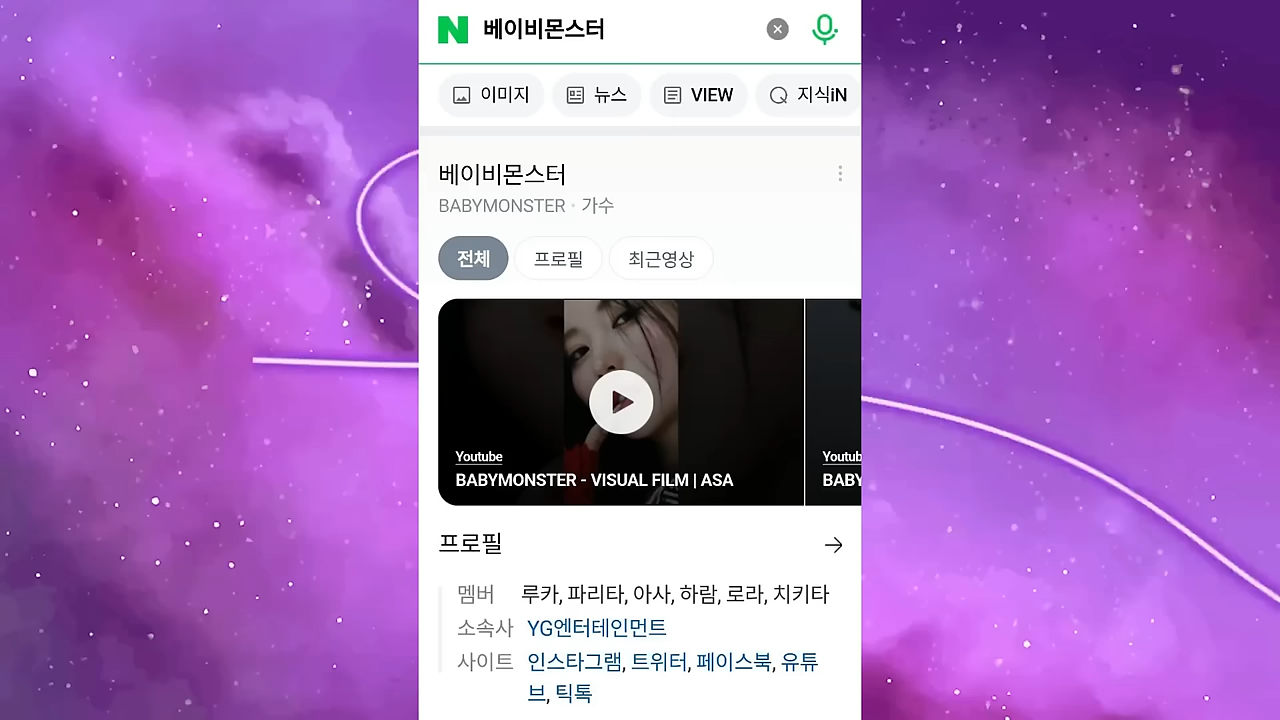 N 베이비몬스터
이미지 뉴스 VIEW 지식iN
베이비몬스터
BABYMONSTER · 가수
전체 프로필 최근영상
Youtube
BABYMONSTER - VISUAL FILM | ASA
Youtub
BABY
프로필
멤버 루카, 파리타, 아사, 하람, 로라, 치키타
소속사 YG엔터테인먼트
사이트 인스타그램, 트위터, 페이스북, 유튜
브, 틱톡